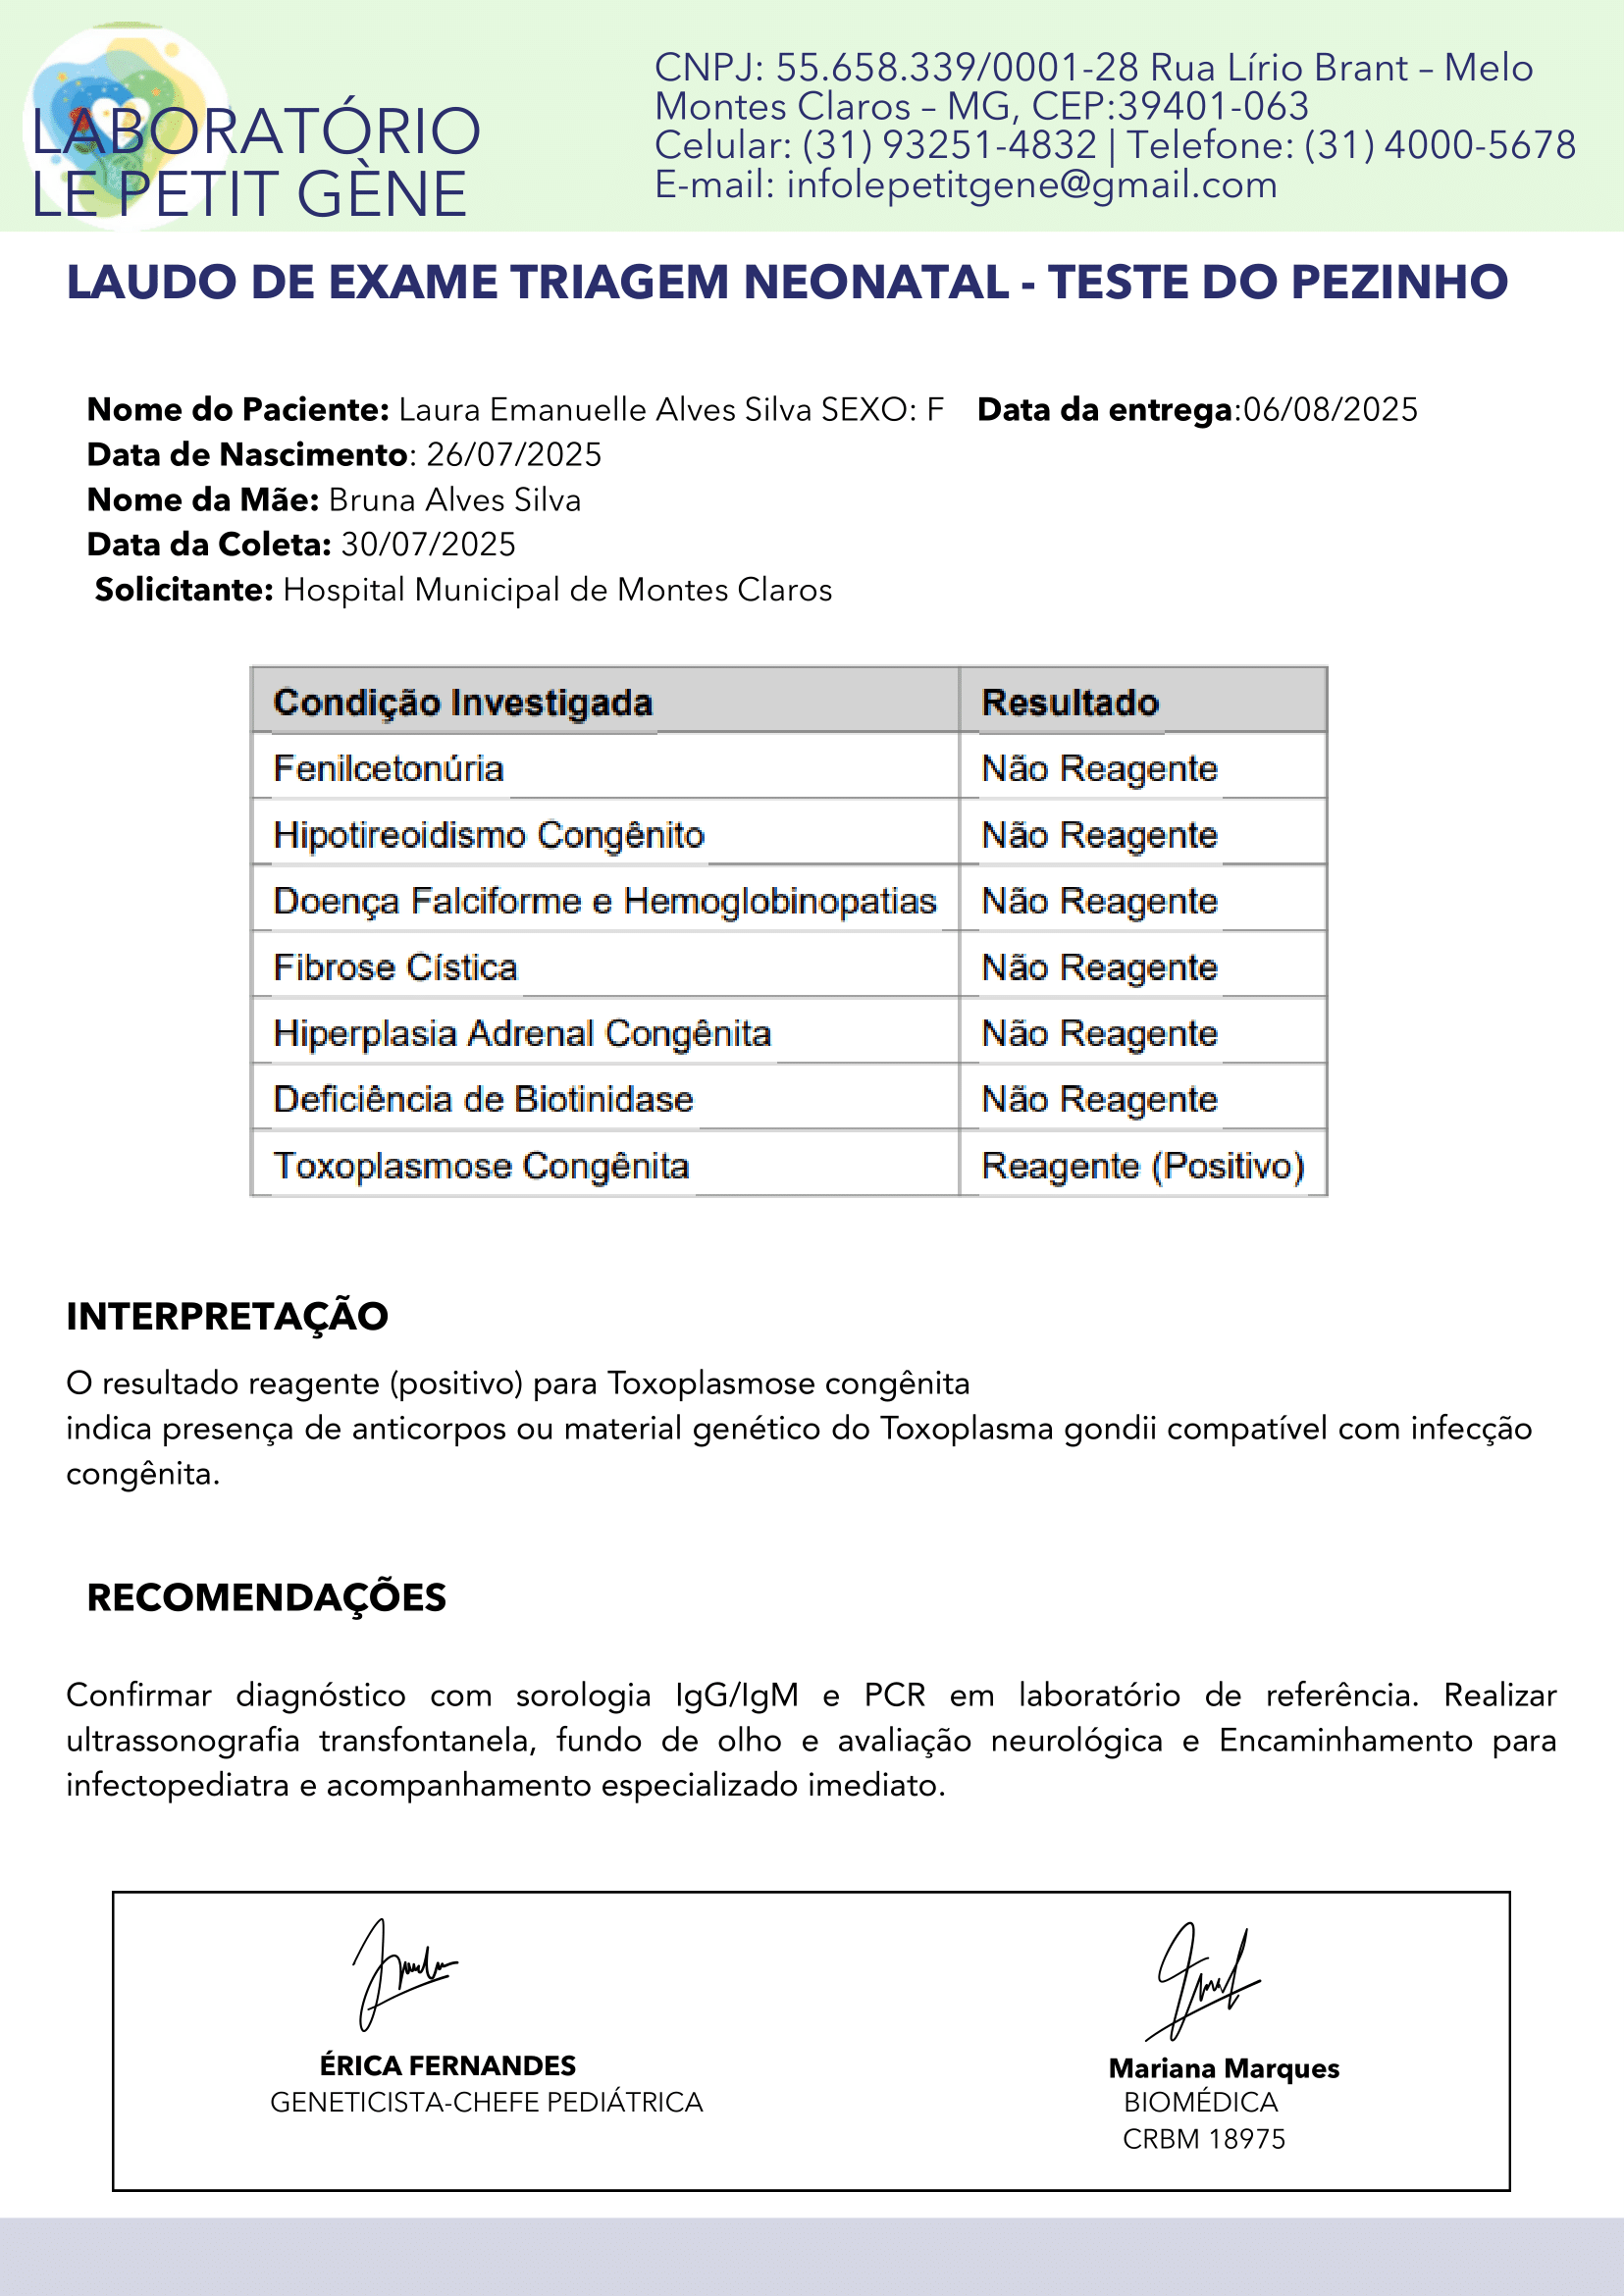 LABORATÓRIO
LE PETIT GÈNE
CNPJ: 55.658.339/0001-28 Rua Lírio Brant – Melo
Montes Claros – MG, CEP:39401-063
Celular: (31) 93251-4832 | Telefone: (31) 4000-5678
E-mail: infolepetitgene@gmail.com
LAUDO DE EXAME TRIAGEM NEONATAL - TESTE DO PEZINHO
Nome do Paciente: Laura Emanuelle Alves Silva SEXO: F Data da entrega:06/08/2025
Data de Nascimento: 26/07/2025
Nome da Mãe: Bruna Alves Silva
Data da Coleta: 30/07/2025
Solicitante: Hospital Municipal de Montes Claros
Condição Investigada Resultado
Fenilcetonúria Não Reagente
Hipotireoidismo Congênito Não Reagente
Doença Falciforme e Hemoglobinopatias Não Reagente
Fibrose Cística Não Reagente
Hiperplasia Adrenal Congênita Não Reagente
Deficiência de Biotinidase Não Reagente
Toxoplasmose Congênita Reagente (Positivo)
INTERPRETAÇÃO
O resultado reagente (positivo) para Toxoplasmose congênita
indica presença de anticorpos ou material genético do Toxoplasma gondii compatível com infecção
congênita.
RECOMENDAÇÕES
Confirmar diagnóstico com sorologia IgG/IgM e PCR em laboratório de referência. Realizar
ultrassonografia transfontanela, fundo de olho e avaliação neurológica e Encaminhamento para
infectopediatra e acompanhamento especializado imediato.
ÉRICA FERNANDES
GENETICISTA-CHEFE PEDIÁTRICA
Mariana Marques
BIOMÉDICA
CRBM 18975